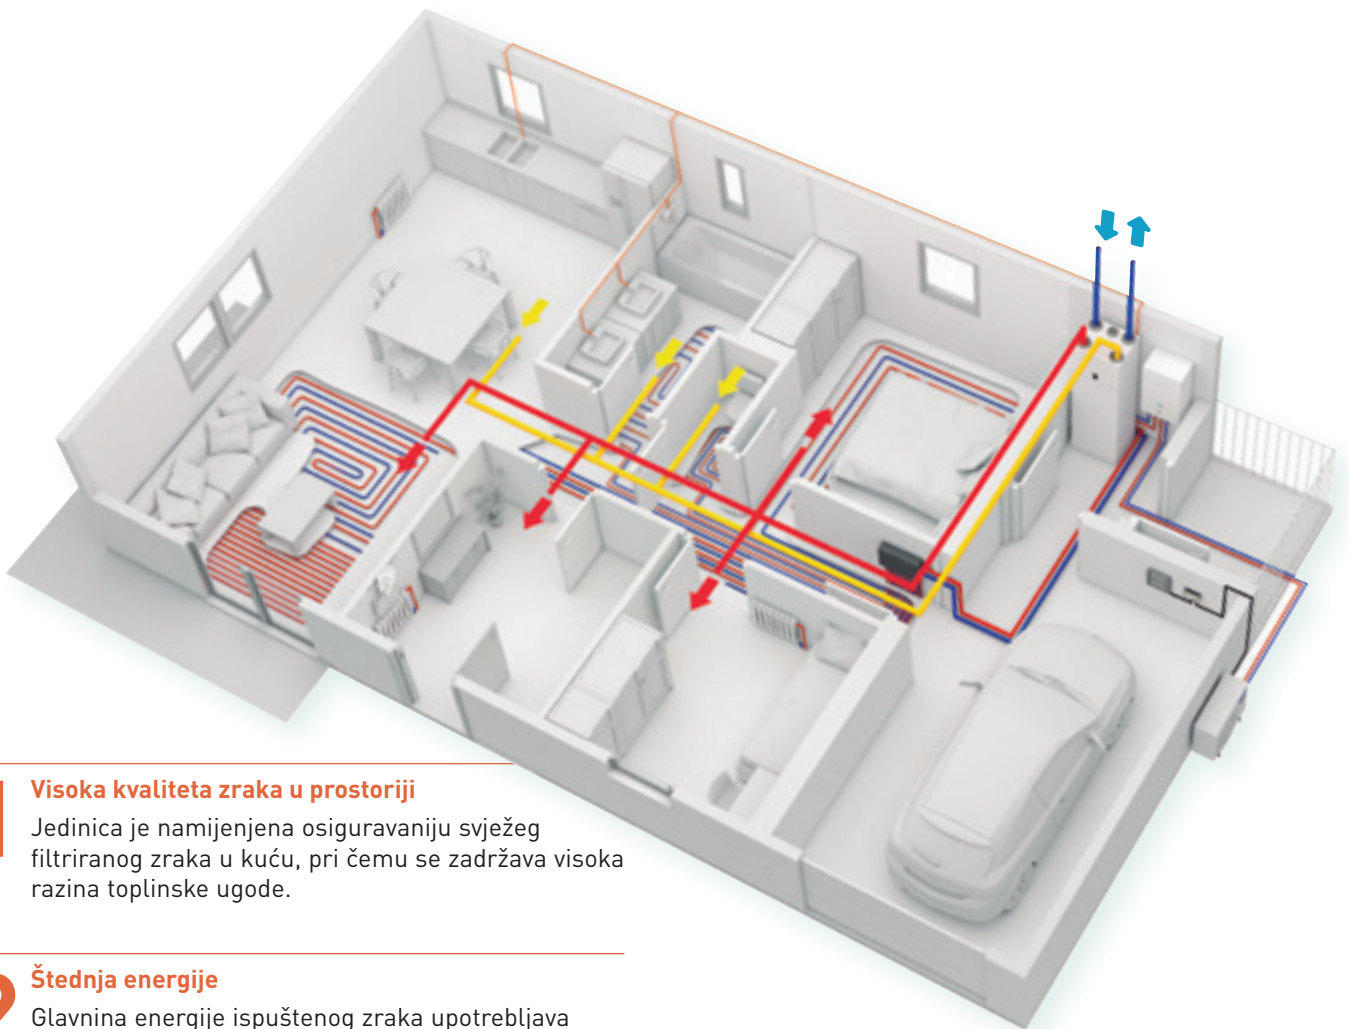 Visoka kvaliteta zraka u prostoriji
Jedinica je namijenjena osiguravaniju svježeg
filtriranog zraka u kuću, pri čemu se zadržava visoka
razina toplinske ugode.
Štednja energije
Glavnina energije ispuštenog zraka upotrebljava